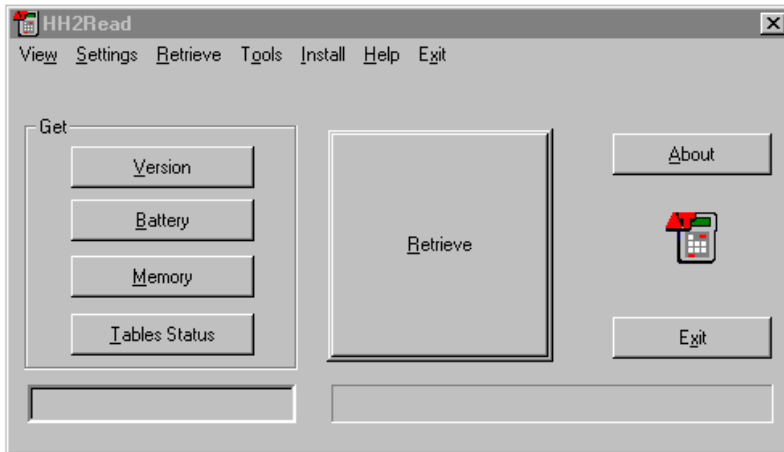 HH2Read
View Settings Retrieve Tools Install Help Exit
Get
Version
Battery
Memory
Tables Status
Retrieve
About
Exit